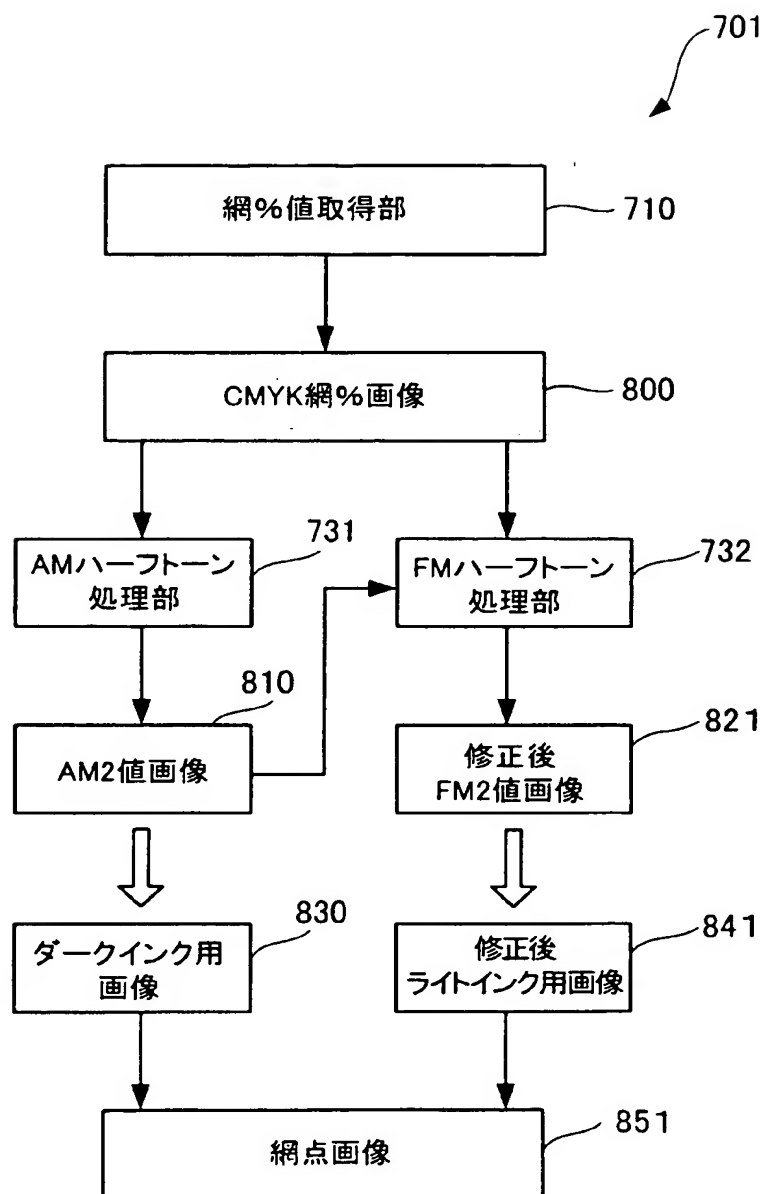 701
網%値取得部
710
CMYK網%画像
800
AMハーフトーン
処理部
731
FMハーフトーン
処理部
732
AM2値画像
810
修正後
FM2値画像
821
ダークインク用
画像
830
修正後
ライトインク用画像
841
網点画像
851